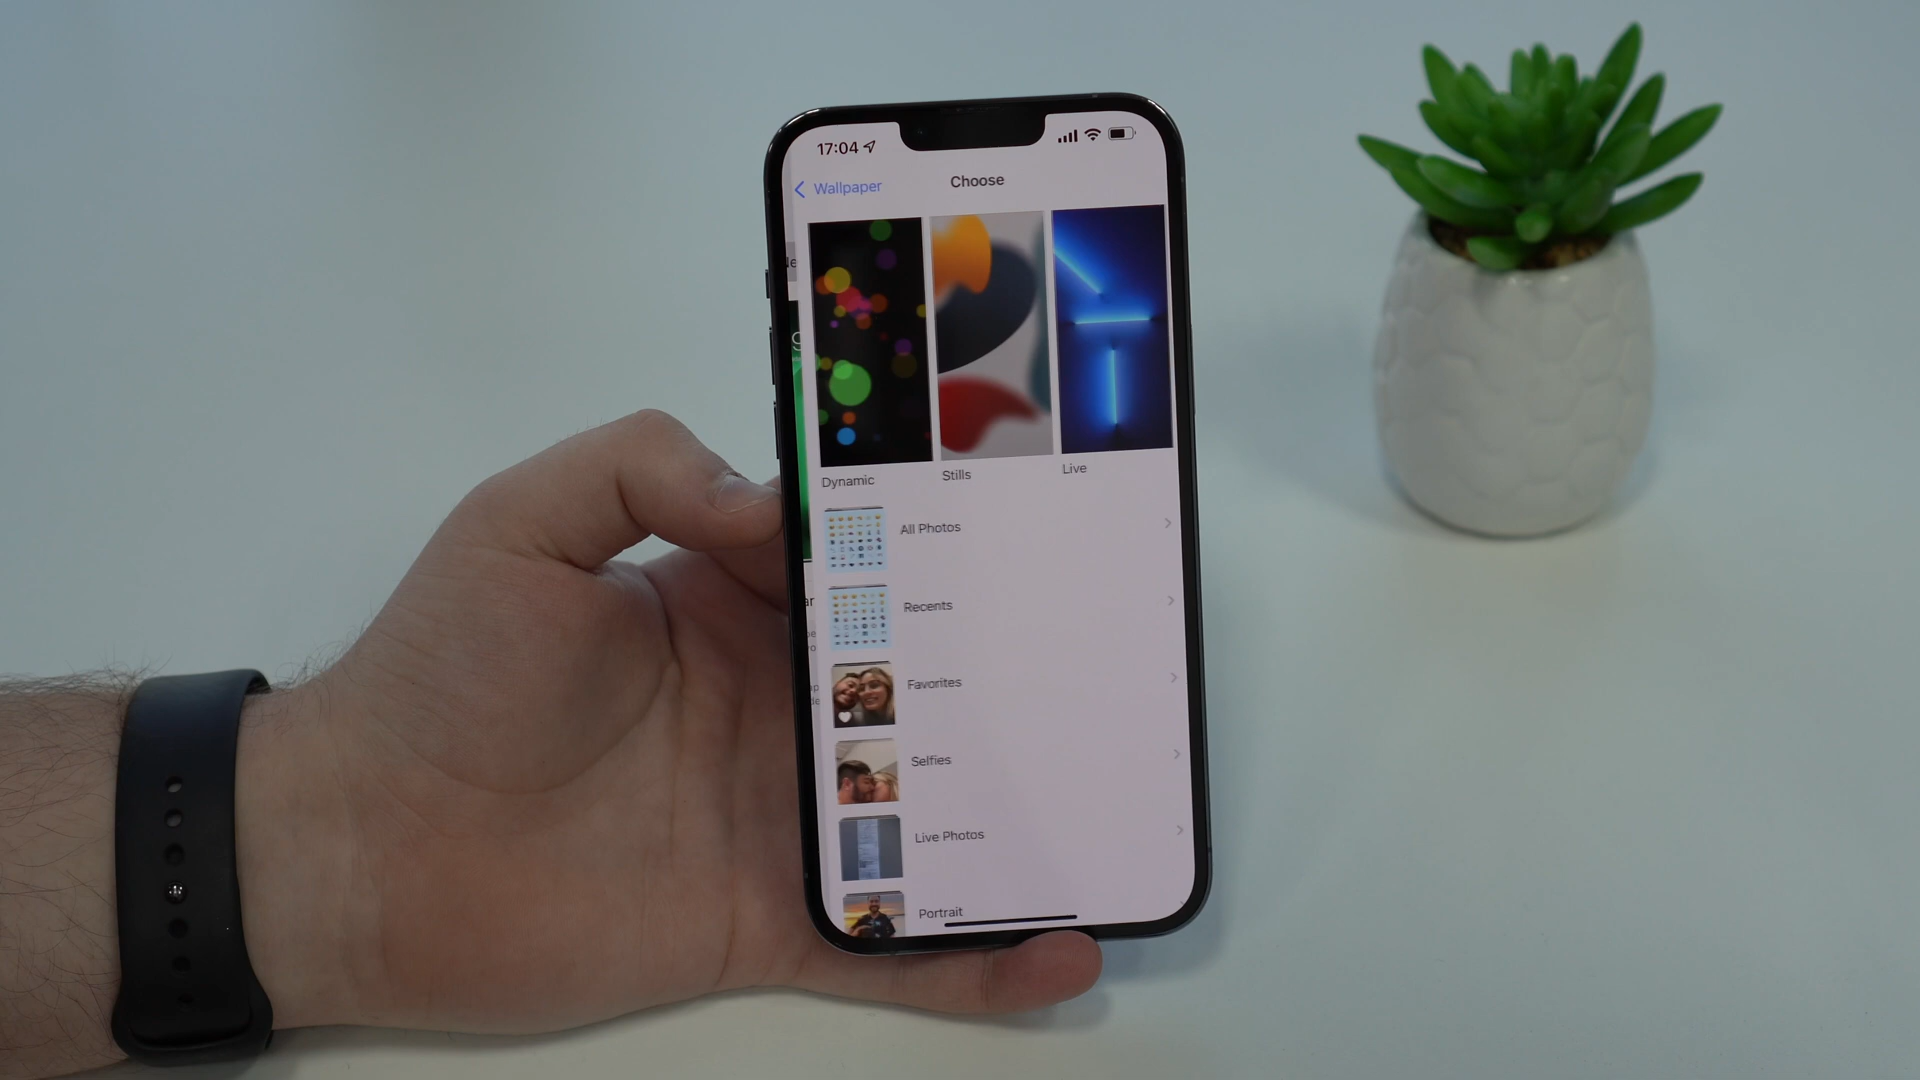 17:04
Wallpaper
Choose
Dynamic
Stills
Live
All Photos
Recents
Favorites
Selfies
Live Photos
Portrait